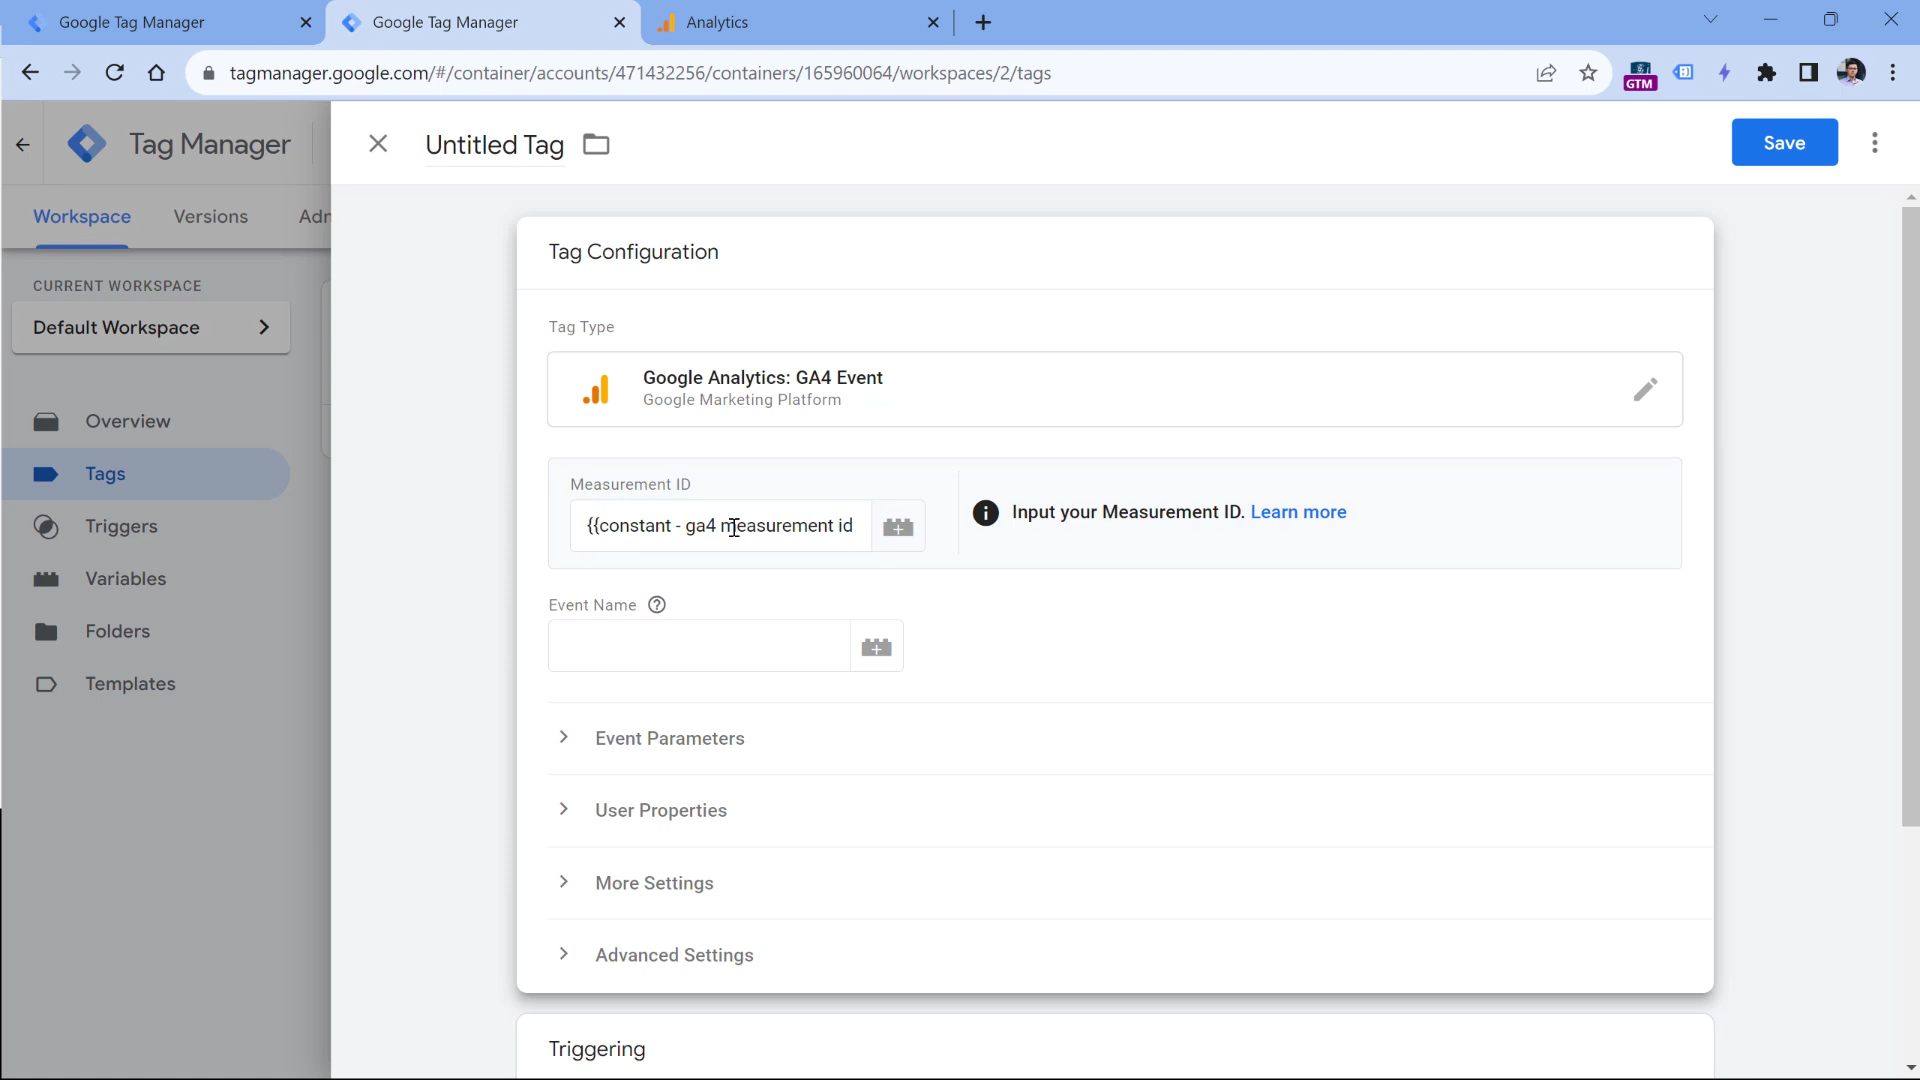 Google Tag Manager
Google Tag Manager
Analytics
tagmanager.google.com/#/container/accounts/471432256/containers/165960064/workspaces/2/tags
GTM
Tag Manager
Untitled Tag
Save
Workspace
Versions
Adm
Tag Configuration
CURRENT WORKSPACE
Default Workspace
Tag Type
Google Analytics: GA4 Event
Google Marketing Platform
Overview
Tags
Triggers
Variables
Folders
Templates
Measurement ID
{{constant - ga4 measurement id
Input your Measurement ID. Learn more
Event Name
Event Parameters
User Properties
More Settings
Advanced Settings
Triggering